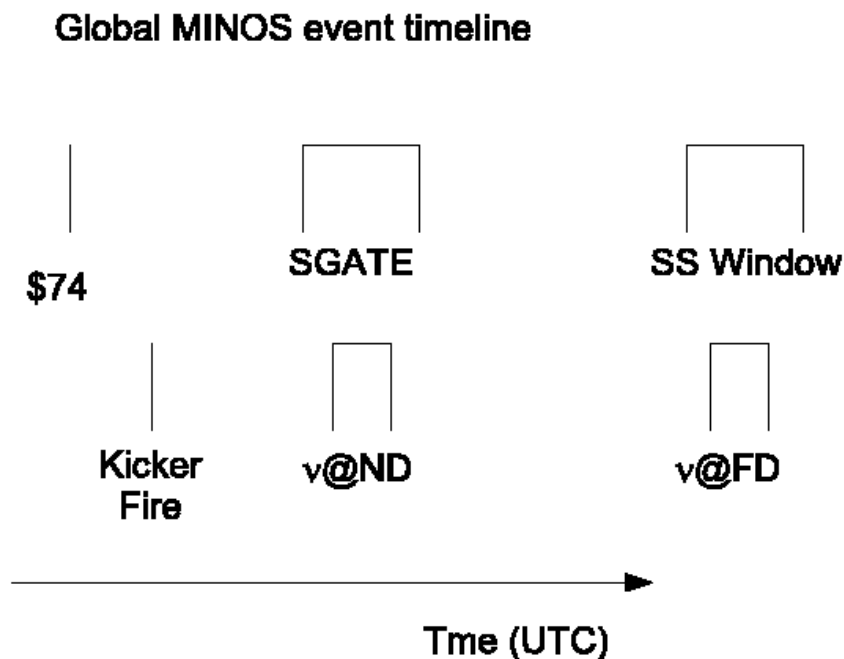 Global MINOS event timeline
$74
SGATE
SS Window
Kicker
Fire
ν@ND
ν@FD
Tme (UTC)